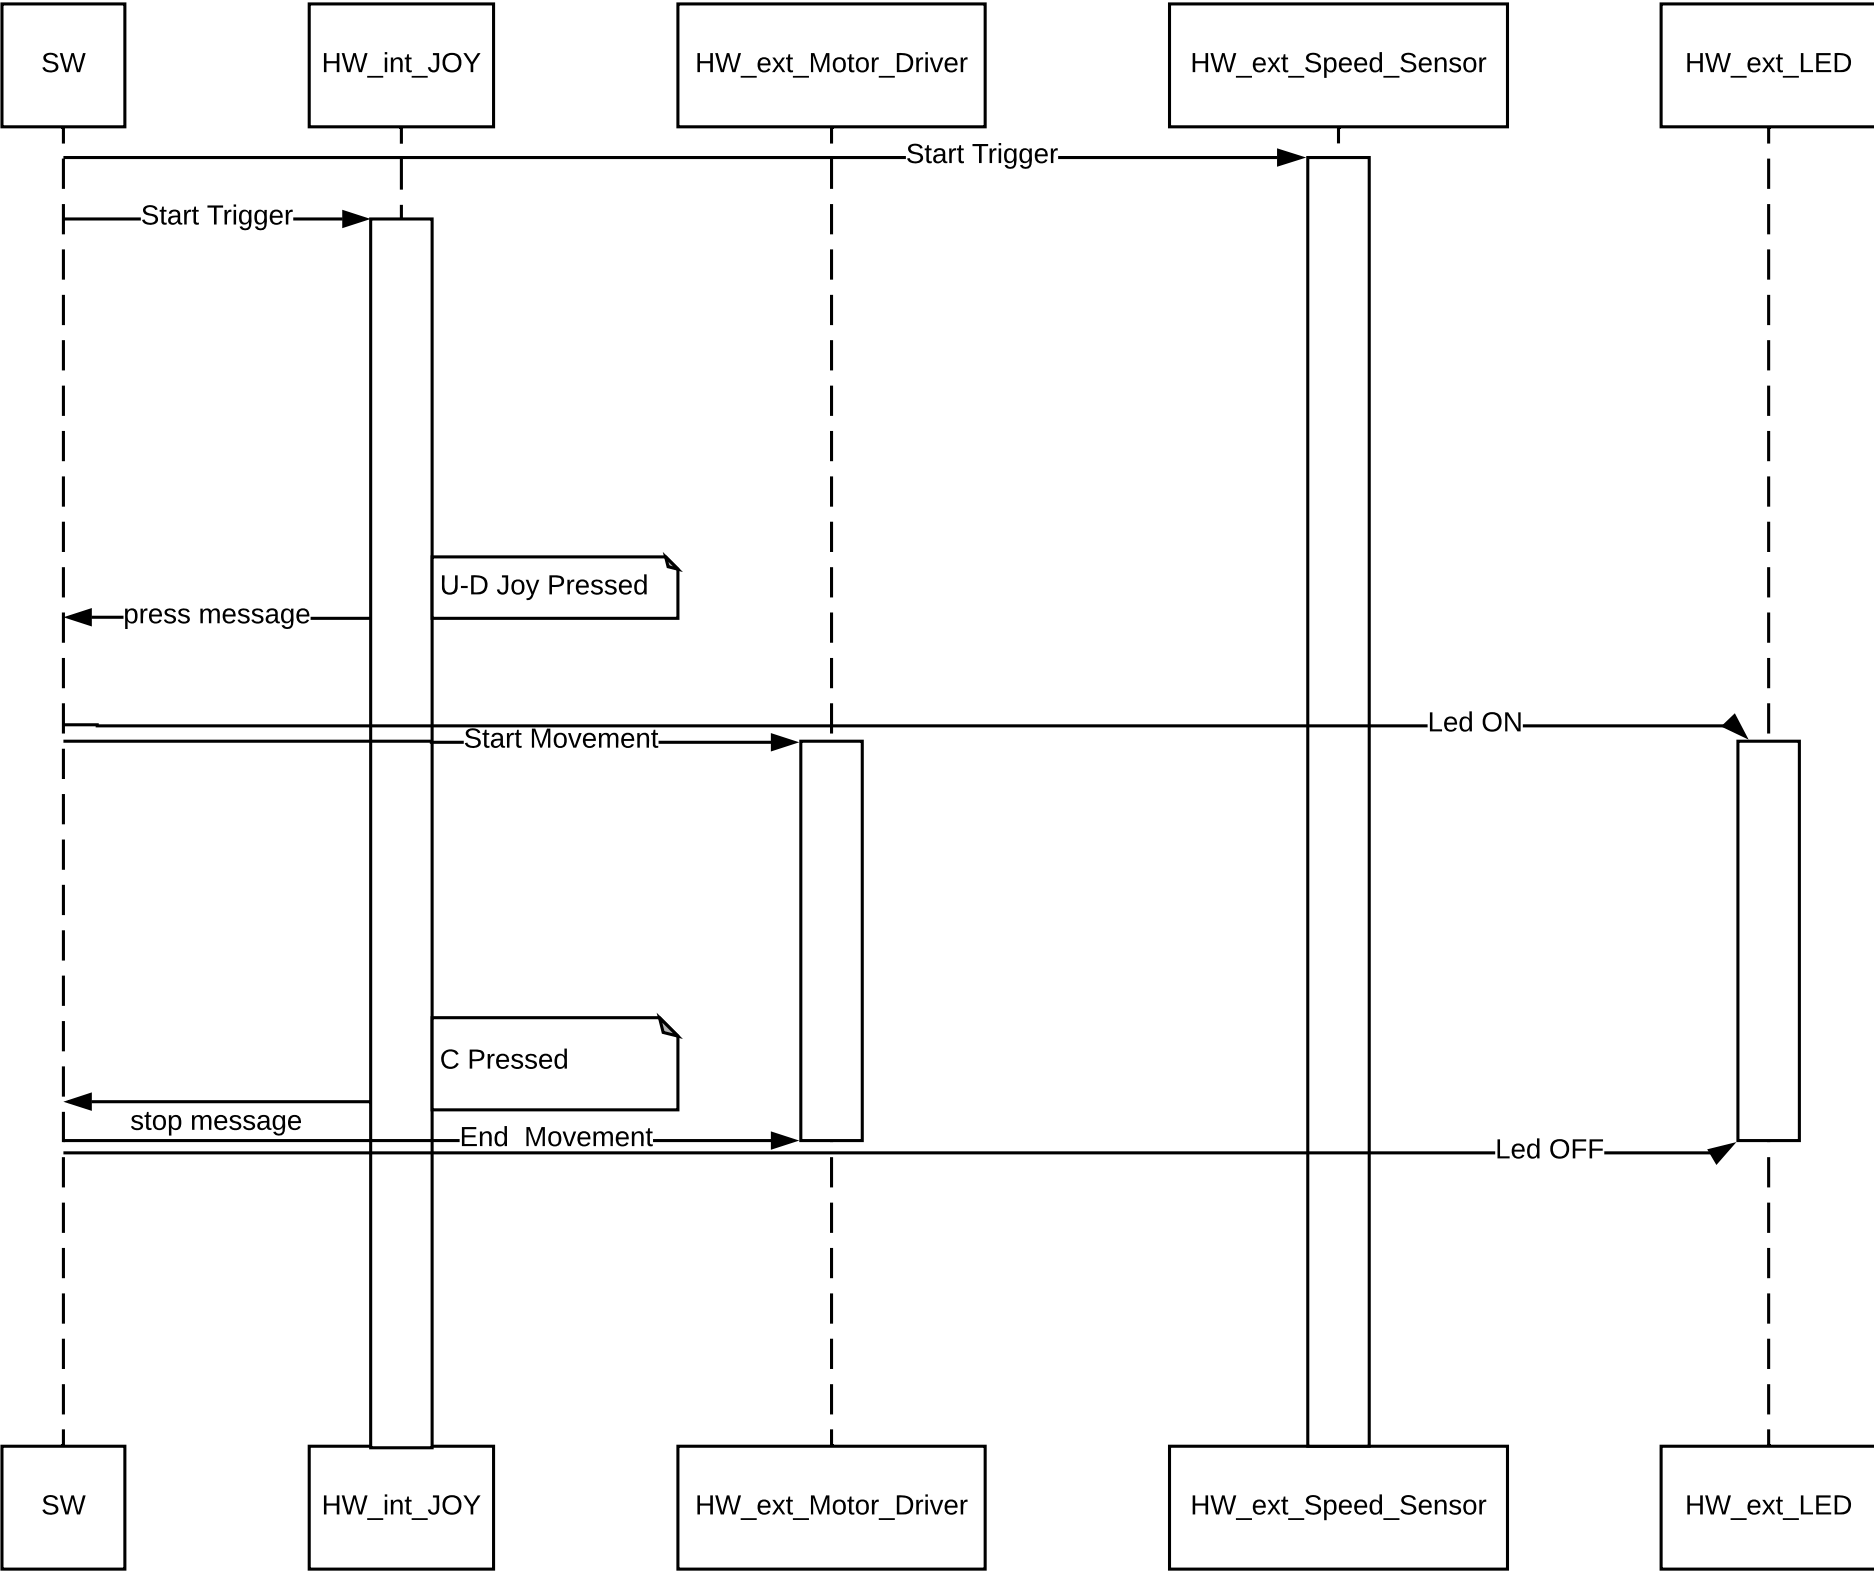 SW
HW_int_JOY
HW_ext_Motor_Driver
HW_ext_Speed_Sensor
HW_ext_LED
Start Trigger
Start Trigger
U-D Joy Pressed
press message
Led ON
Start Movement
C Pressed
stop message
End  Movement
Led OFF
SW
HW_int_JOY
HW_ext_Motor_Driver
HW_ext_Speed_Sensor
HW_ext_LED